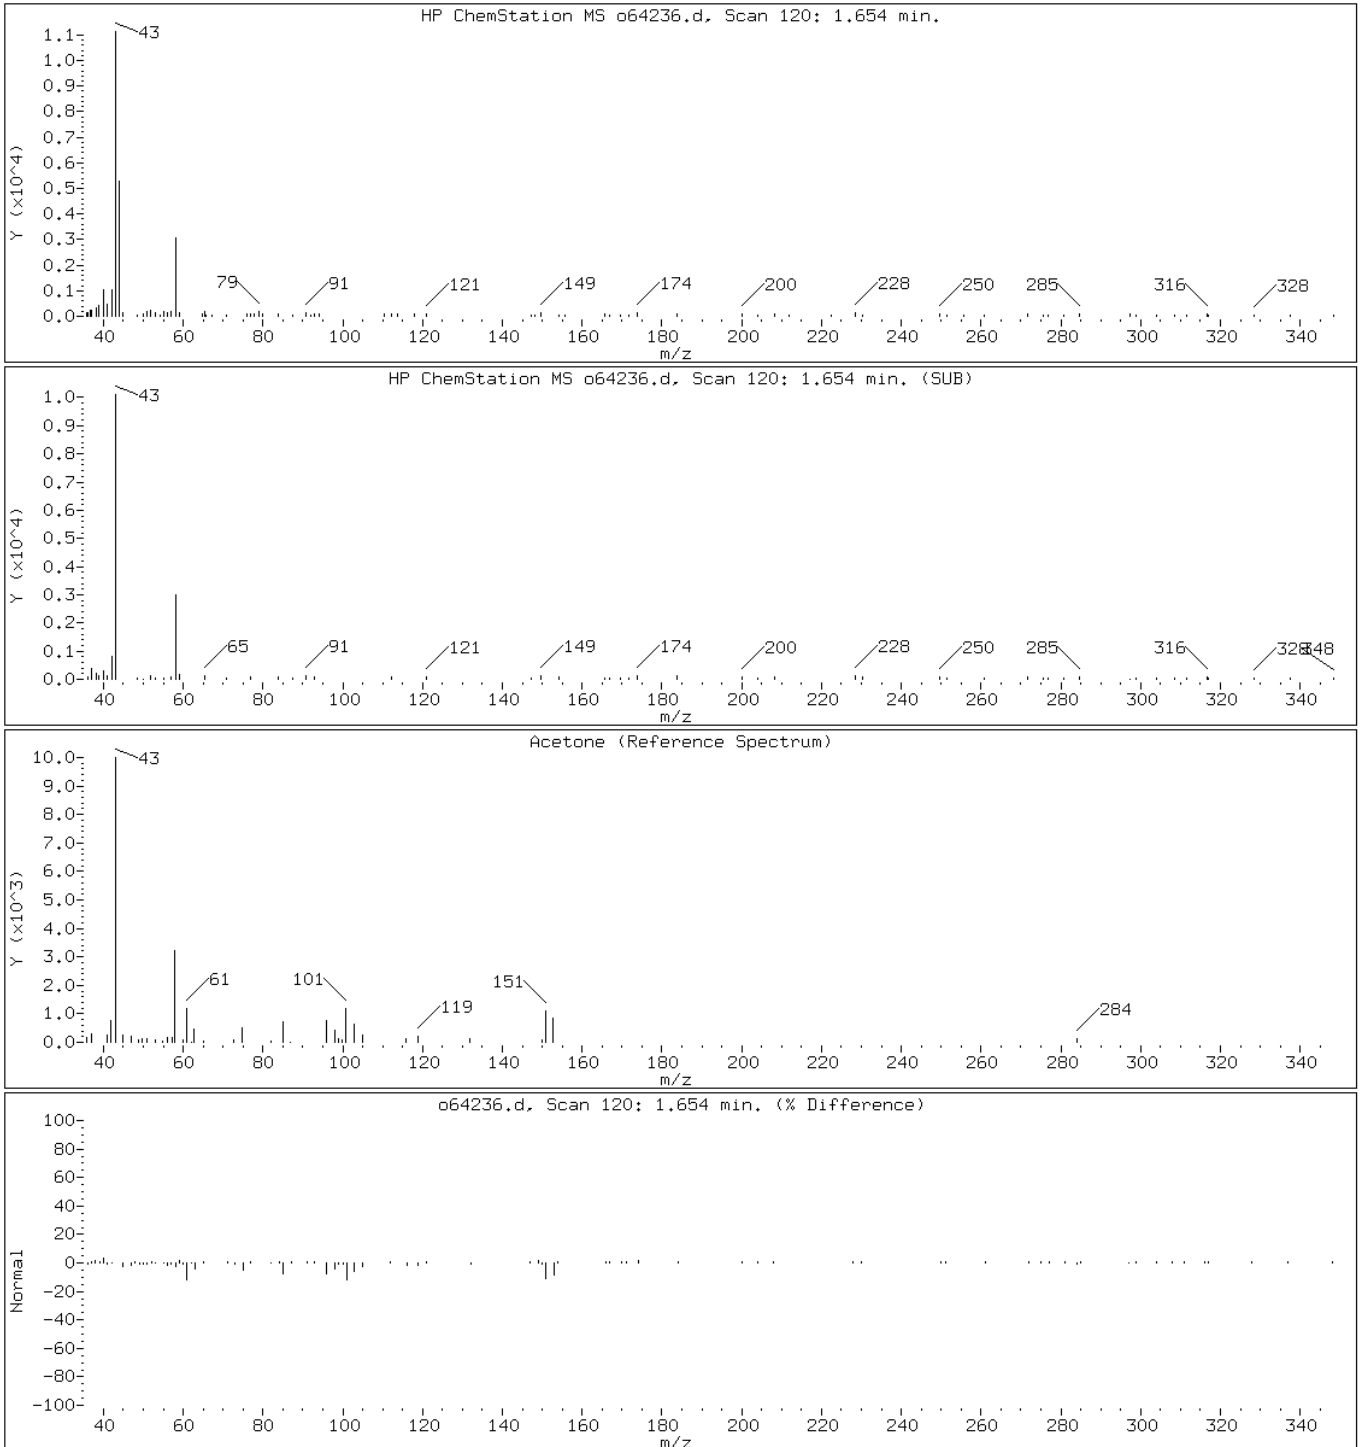 HP ChemStation MS o64236.d, Scan 120: 1.654 min.
Y (x10^4)
1.1
1.0
0.9
0.8
0.7
0.6
0.5
0.4
0.3
0.2
0.1
0.0
43
79 91 121 149 174 200 228 250 285 316 328
40 60 80 100 120 140 160 180 200 220 240 260 280 300 320 340
m/z
HP ChemStation MS o64236.d, Scan 120: 1.654 min. (SUB)
Y (x10^4)
1.0
0.9
0.8
0.7
0.6
0.5
0.4
0.3
0.2
0.1
0.0
43
65 91 121 149 174 200 228 250 285 316 328 348
40 60 80 100 120 140 160 180 200 220 240 260 280 300 320 340
m/z
Acetone (Reference Spectrum)
Y (x10^3)
10.0
9.0
8.0
7.0
6.0
5.0
4.0
3.0
2.0
1.0
0.0
43
61 101 119 151 284
40 60 80 100 120 140 160 180 200 220 240 260 280 300 320 340
m/z
o64236.d, Scan 120: 1.654 min. (% Difference)
Normal
100
80
60
40
20
0
-20
-40
-60
-80
-100
40 60 80 100 120 140 160 180 200 220 240 260 280 300 320 340
m/z